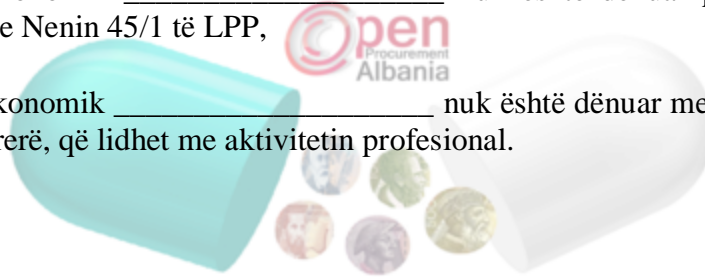 Open
Procurement
Albania
e Nenin 45/1 të LPP,
konomik ____________________ nuk është dënuar me
rerë, që lidhet me aktivitetin profesional.